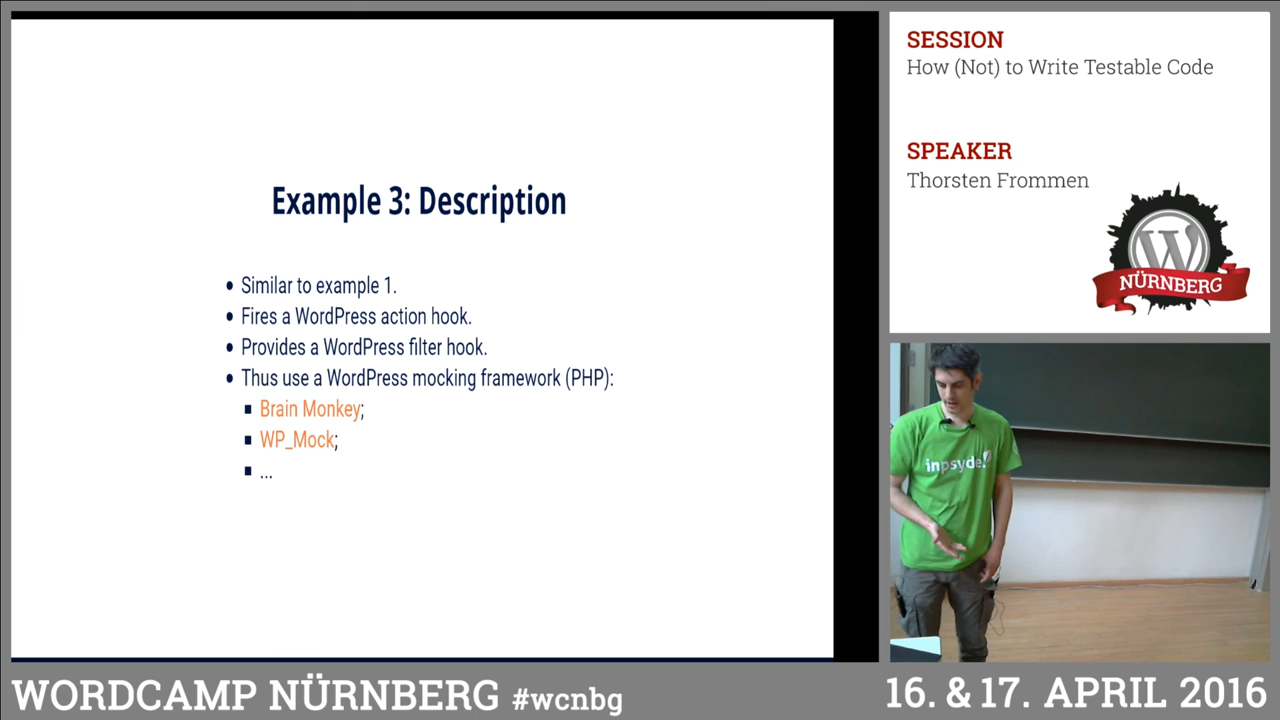 Example 3: Description
Similar to example 1.
Fires a WordPress action hook.
Provides a WordPress filter hook.
Thus use a WordPress mocking framework (PHP):
Brain Monkey;
WP_Mock;
...
SESSION
How (Not) to Write Testable Code
SPEAKER
Thorsten Frommen
W
NÜRNBERG
inpsyde
WORDCAMP NÜRNBERG #wcnbg
16. & 17. APRIL 2016